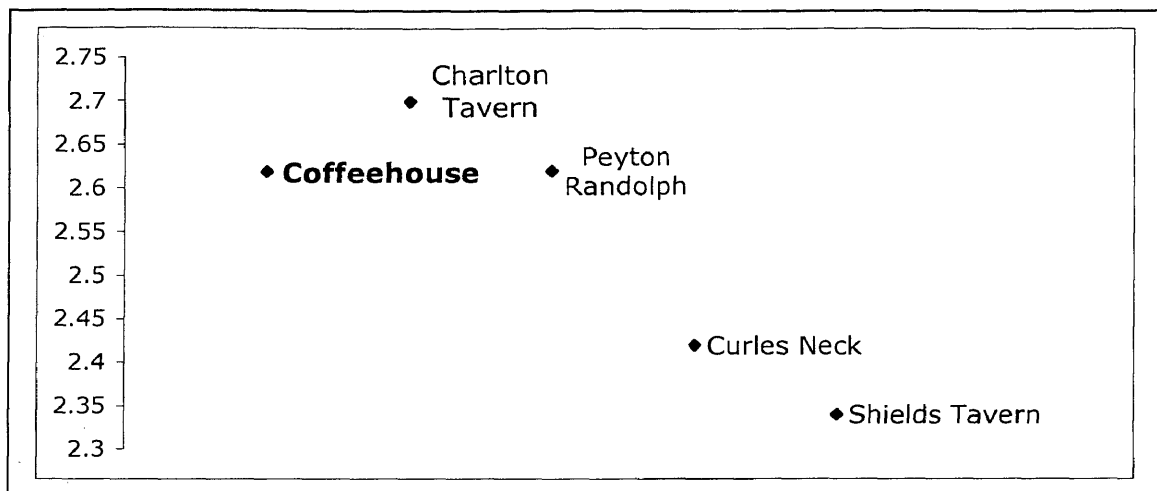 2.75
2.7
2.65
2.6
2.55
2.5
2.45
2.4
2.35
2.3
Charlton
Tavern
Coffeehouse
Peyton
Randolph
Curles Neck
Shields Tavern